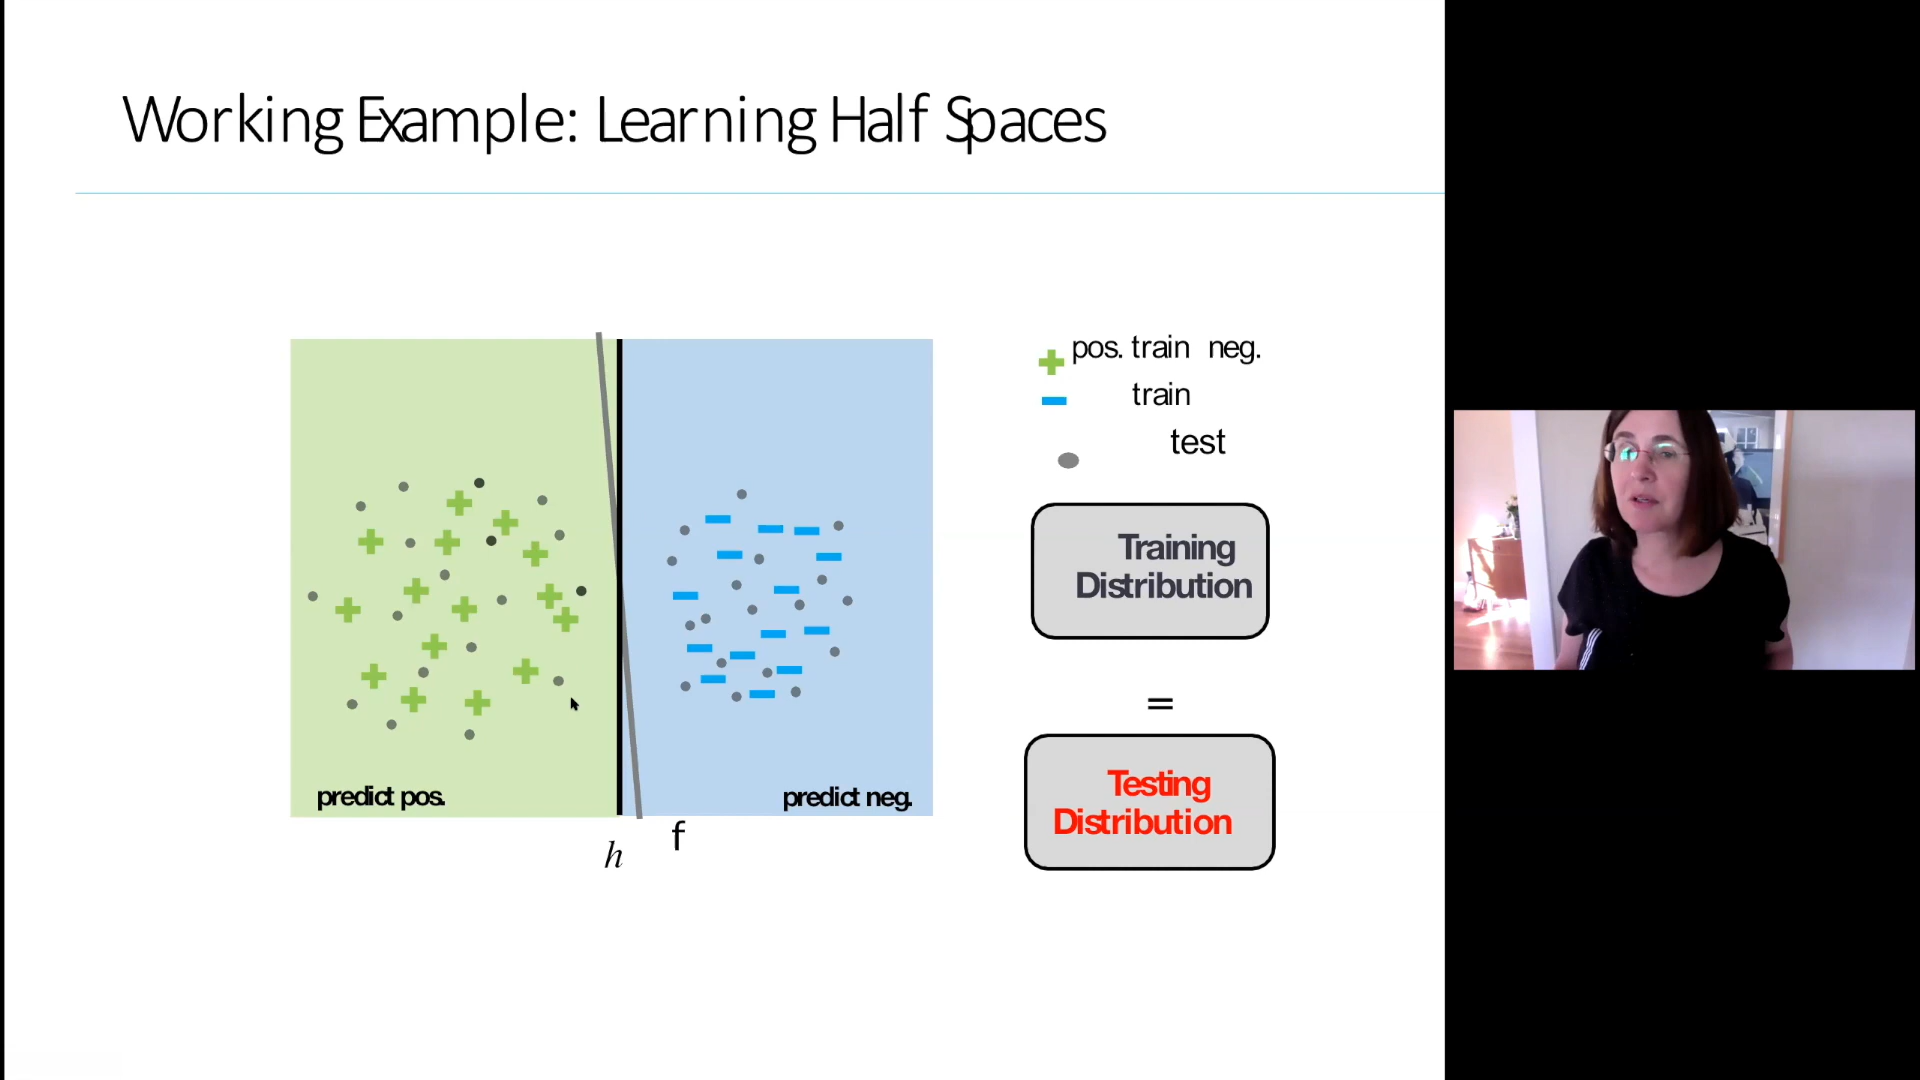 Working Example: Learning Half Spaces
pos. train neg.
train
test
Training
Distribution
=
Testing
Distribution
predict pos.
predict neg.
h
f